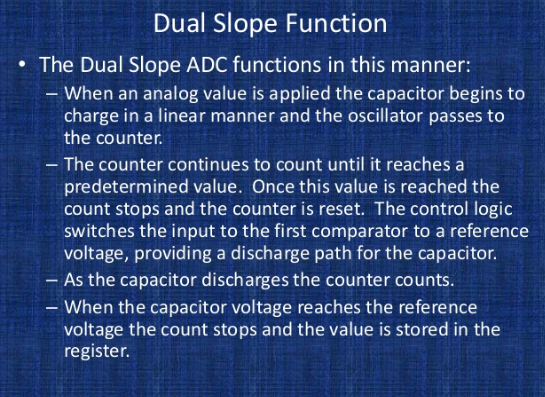 Dual Slope Function
• The Dual Slope ADC functions in this manner:
– When an analog value is applied the capacitor begins to
charge in a linear manner and the oscillator passes to
the counter.
– The counter continues to count until it reaches a
predetermined value.  Once this value is reached the
count stops and the counter is reset.  The control logic
switches the input to the first comparator to a reference
voltage, providing a discharge path for the capacitor.
– As the capacitor discharges the counter counts.
– When the capacitor voltage reaches the reference
voltage the count stops and the value is stored in the
register.